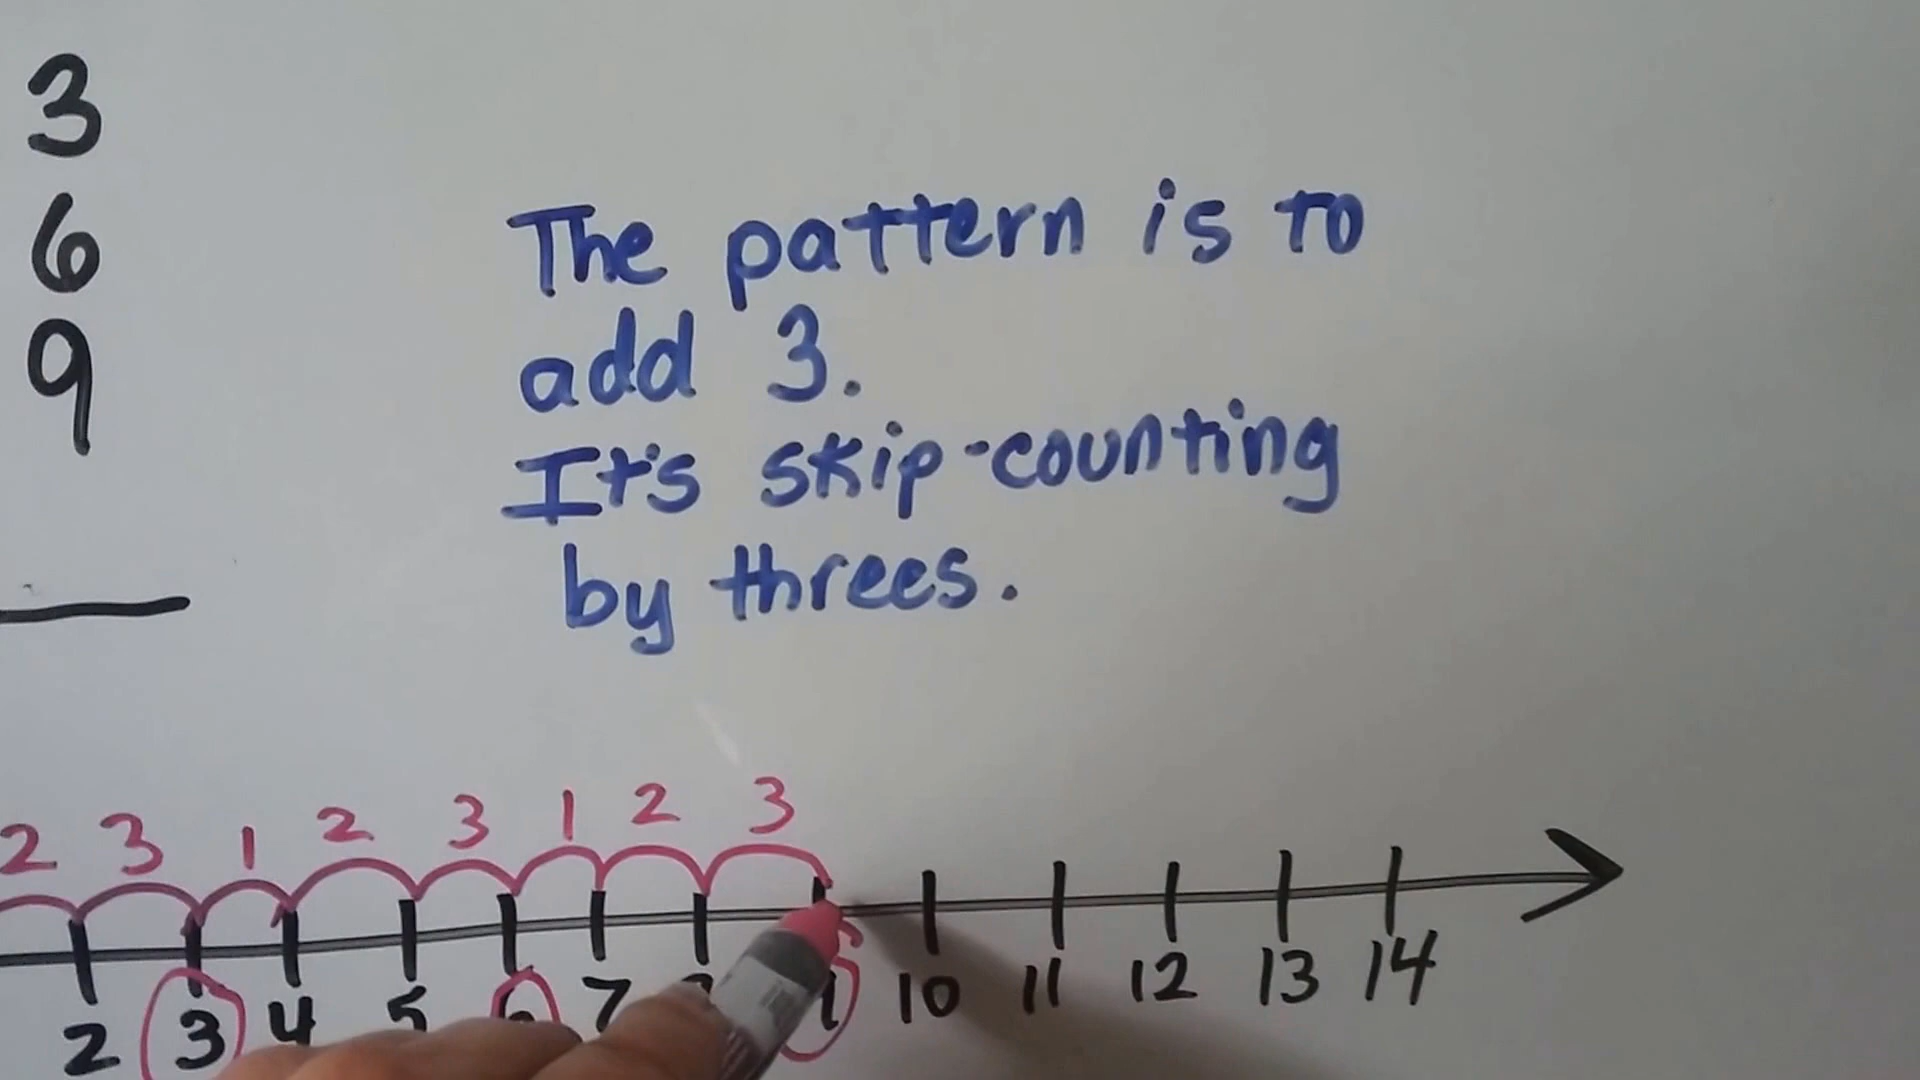 3
6
9
The pattern is to
add 3.
It's skip-counting
by threes.
2 3 1 2 3 1 2 3
2 3 4 5 6 7 10 11 12 13 14